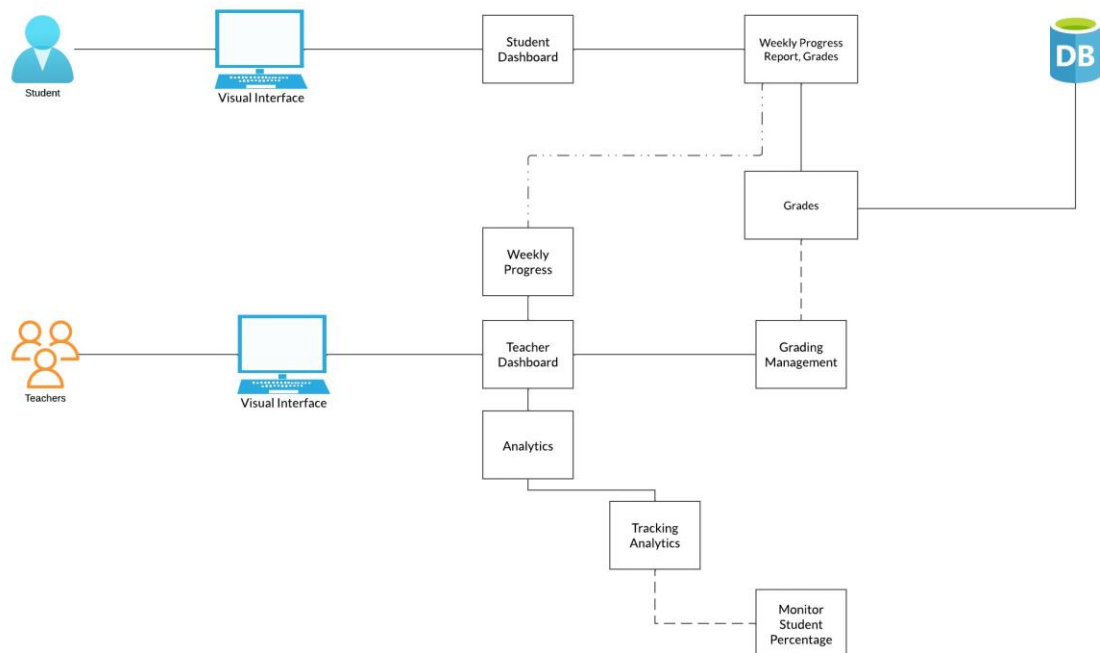 Student
Visual Interface
Student
Dashboard
Weekly Progress
Report, Grades
DB
Grades
Weekly
Progress
Teachers
Visual Interface
Teacher
Dashboard
Grading
Management
Analytics
Tracking
Analytics
Monitor
Student
Percentage